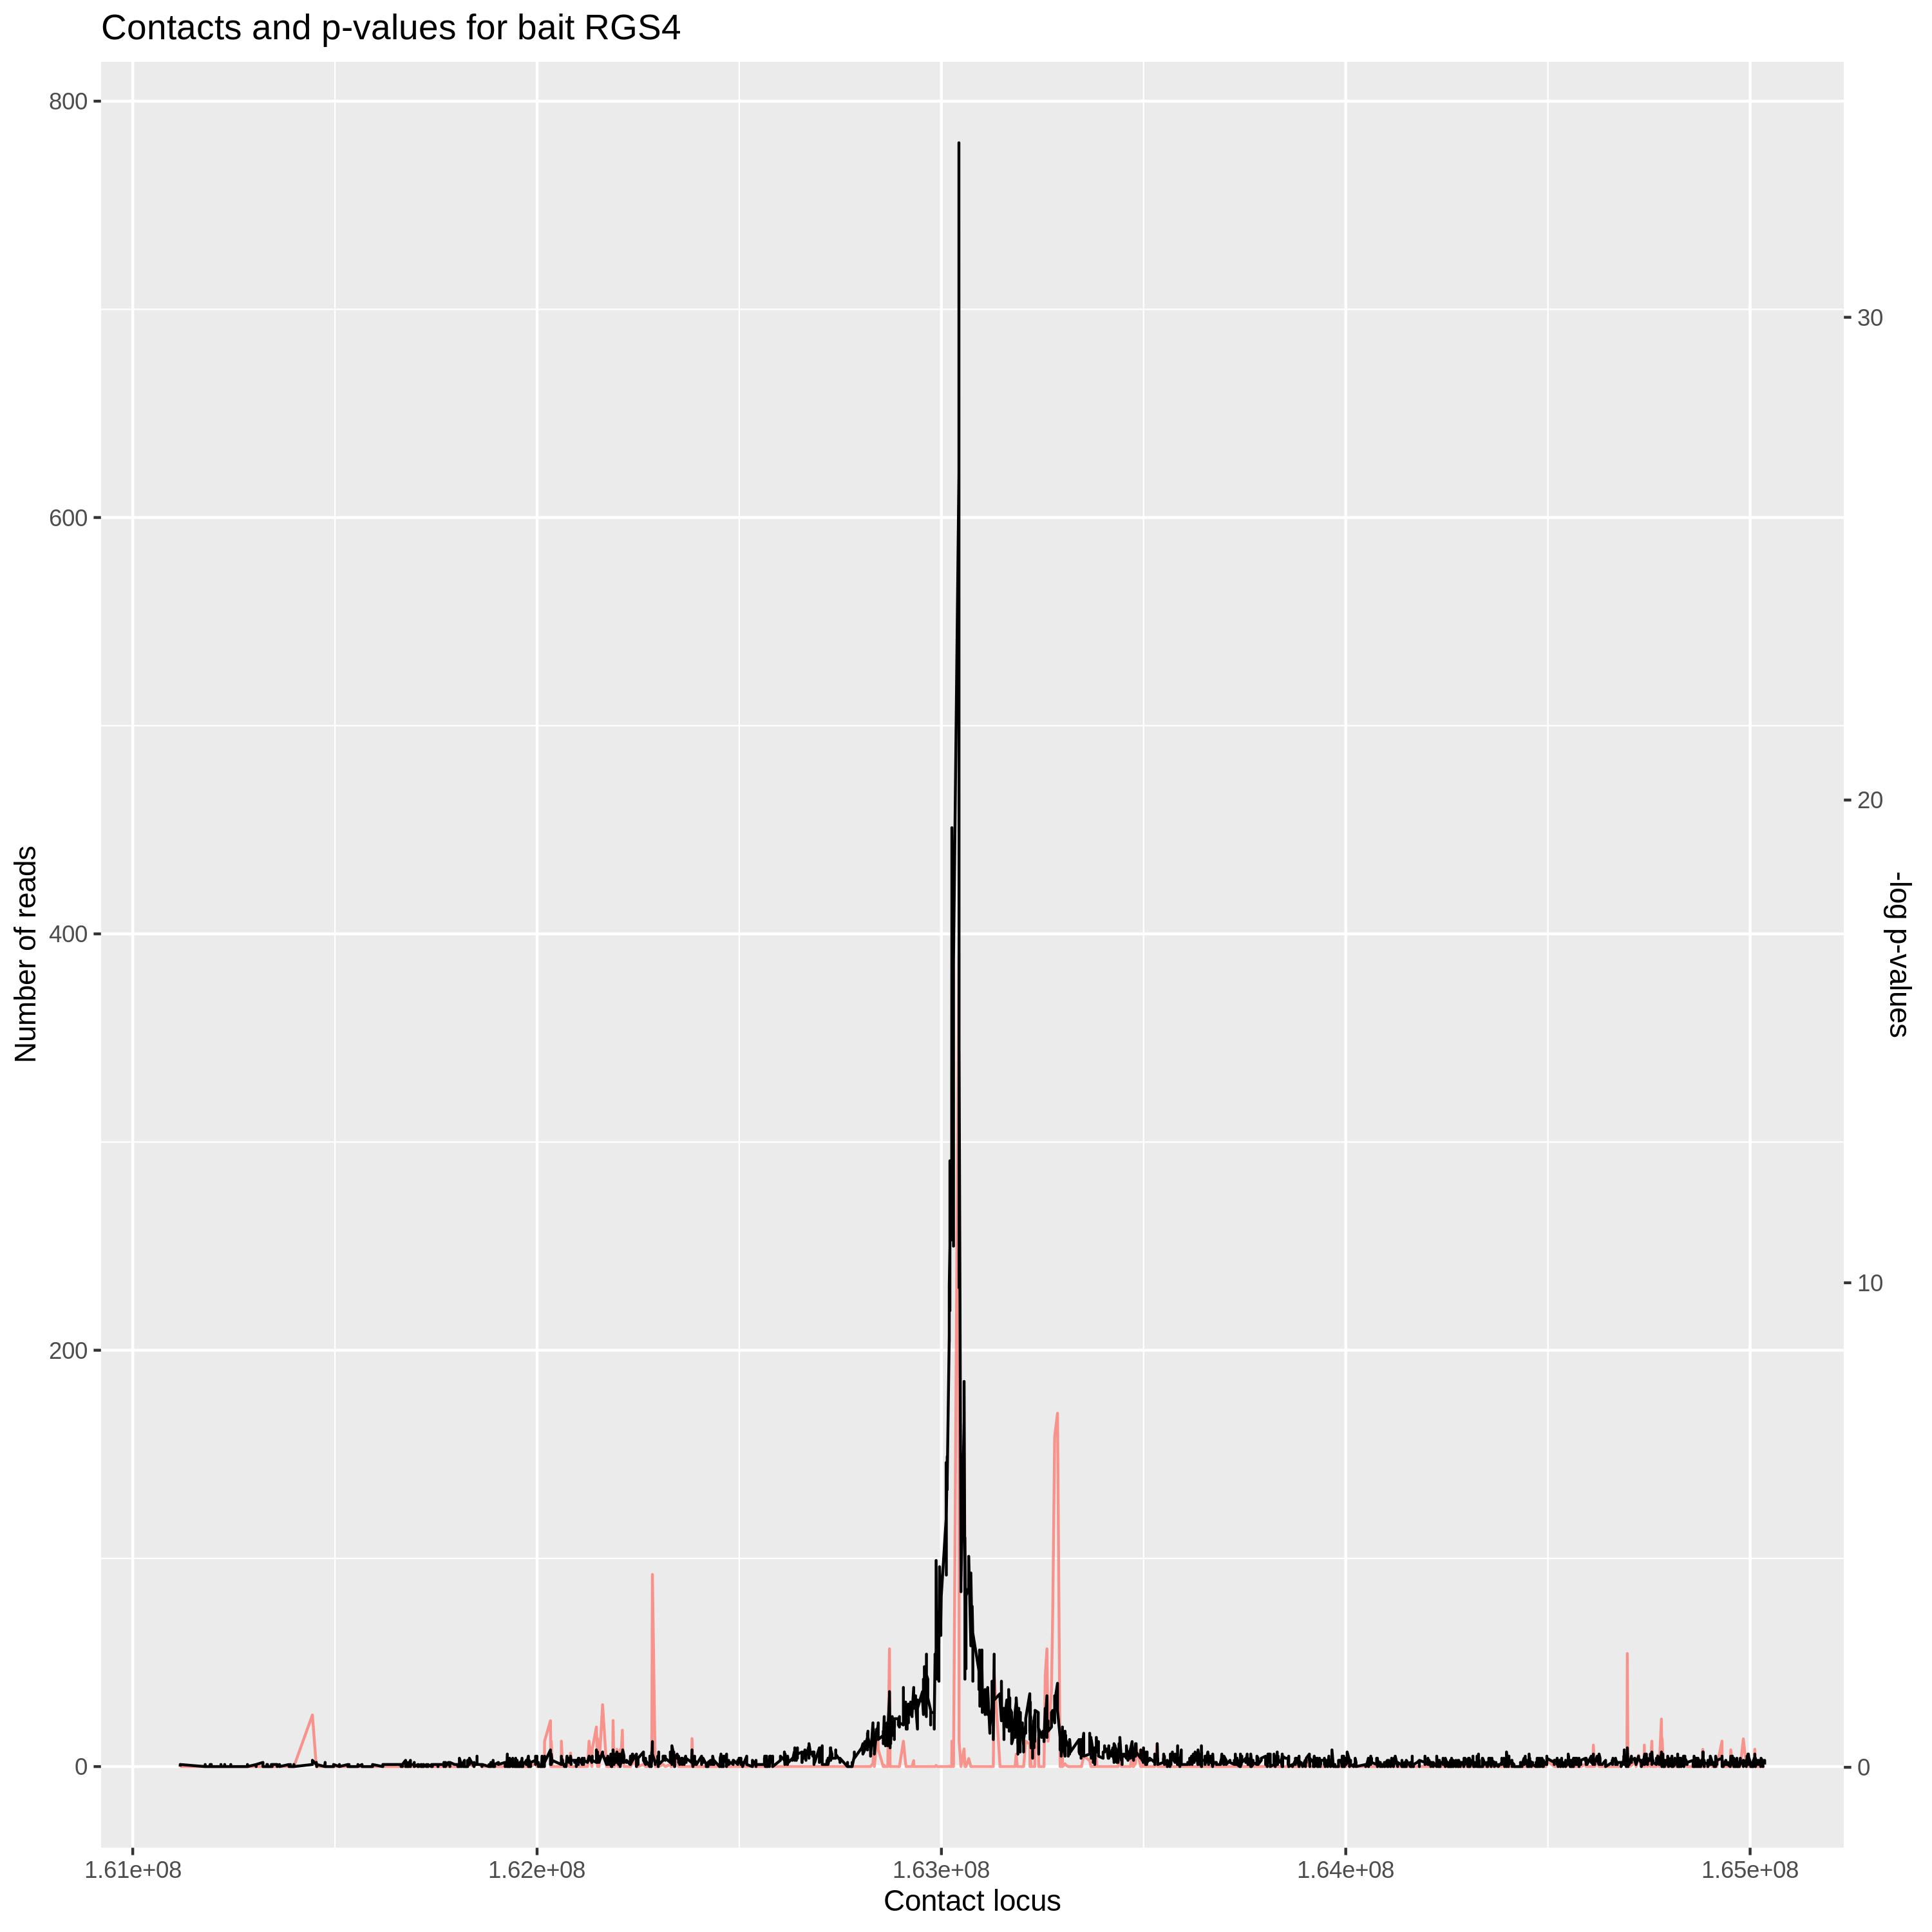 Contacts and p-values for bait RGS4
800
600
400
200
0
Number of reads
30
20
10
0
-log p-values
1.61e+08
1.62e+08
1.63e+08
1.64e+08
1.65e+08
Contact locus